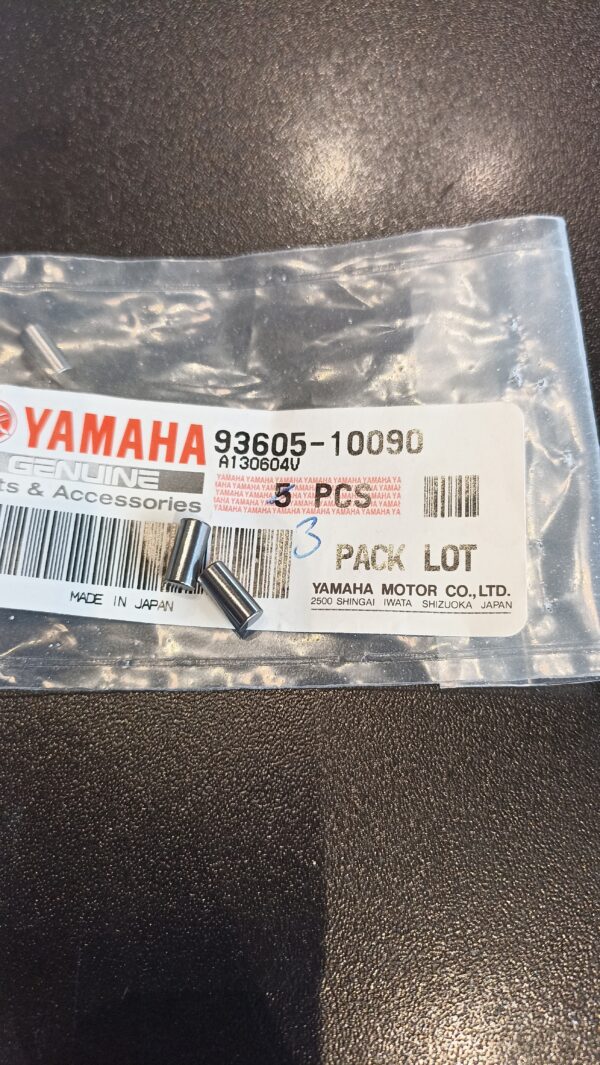 YAMAHA 93605-10090
A130604V
GENUINE
ts & Accessories
5 PCS
3
PACK LOT
MADE IN JAPAN
YAMAHA MOTOR CO.,LTD.
2500 SHINGAI IWATA SHIZUOKA JAPAN